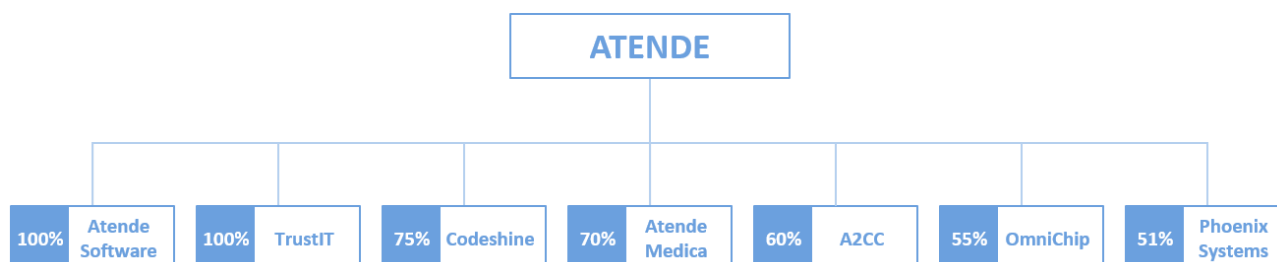 ATENDE
100%
Atende
Software
100%
TrustIT
75%
Codeshine
70%
Atende
Medica
60%
A2CC
55%
OmniChip
51%
Phoenix
Systems